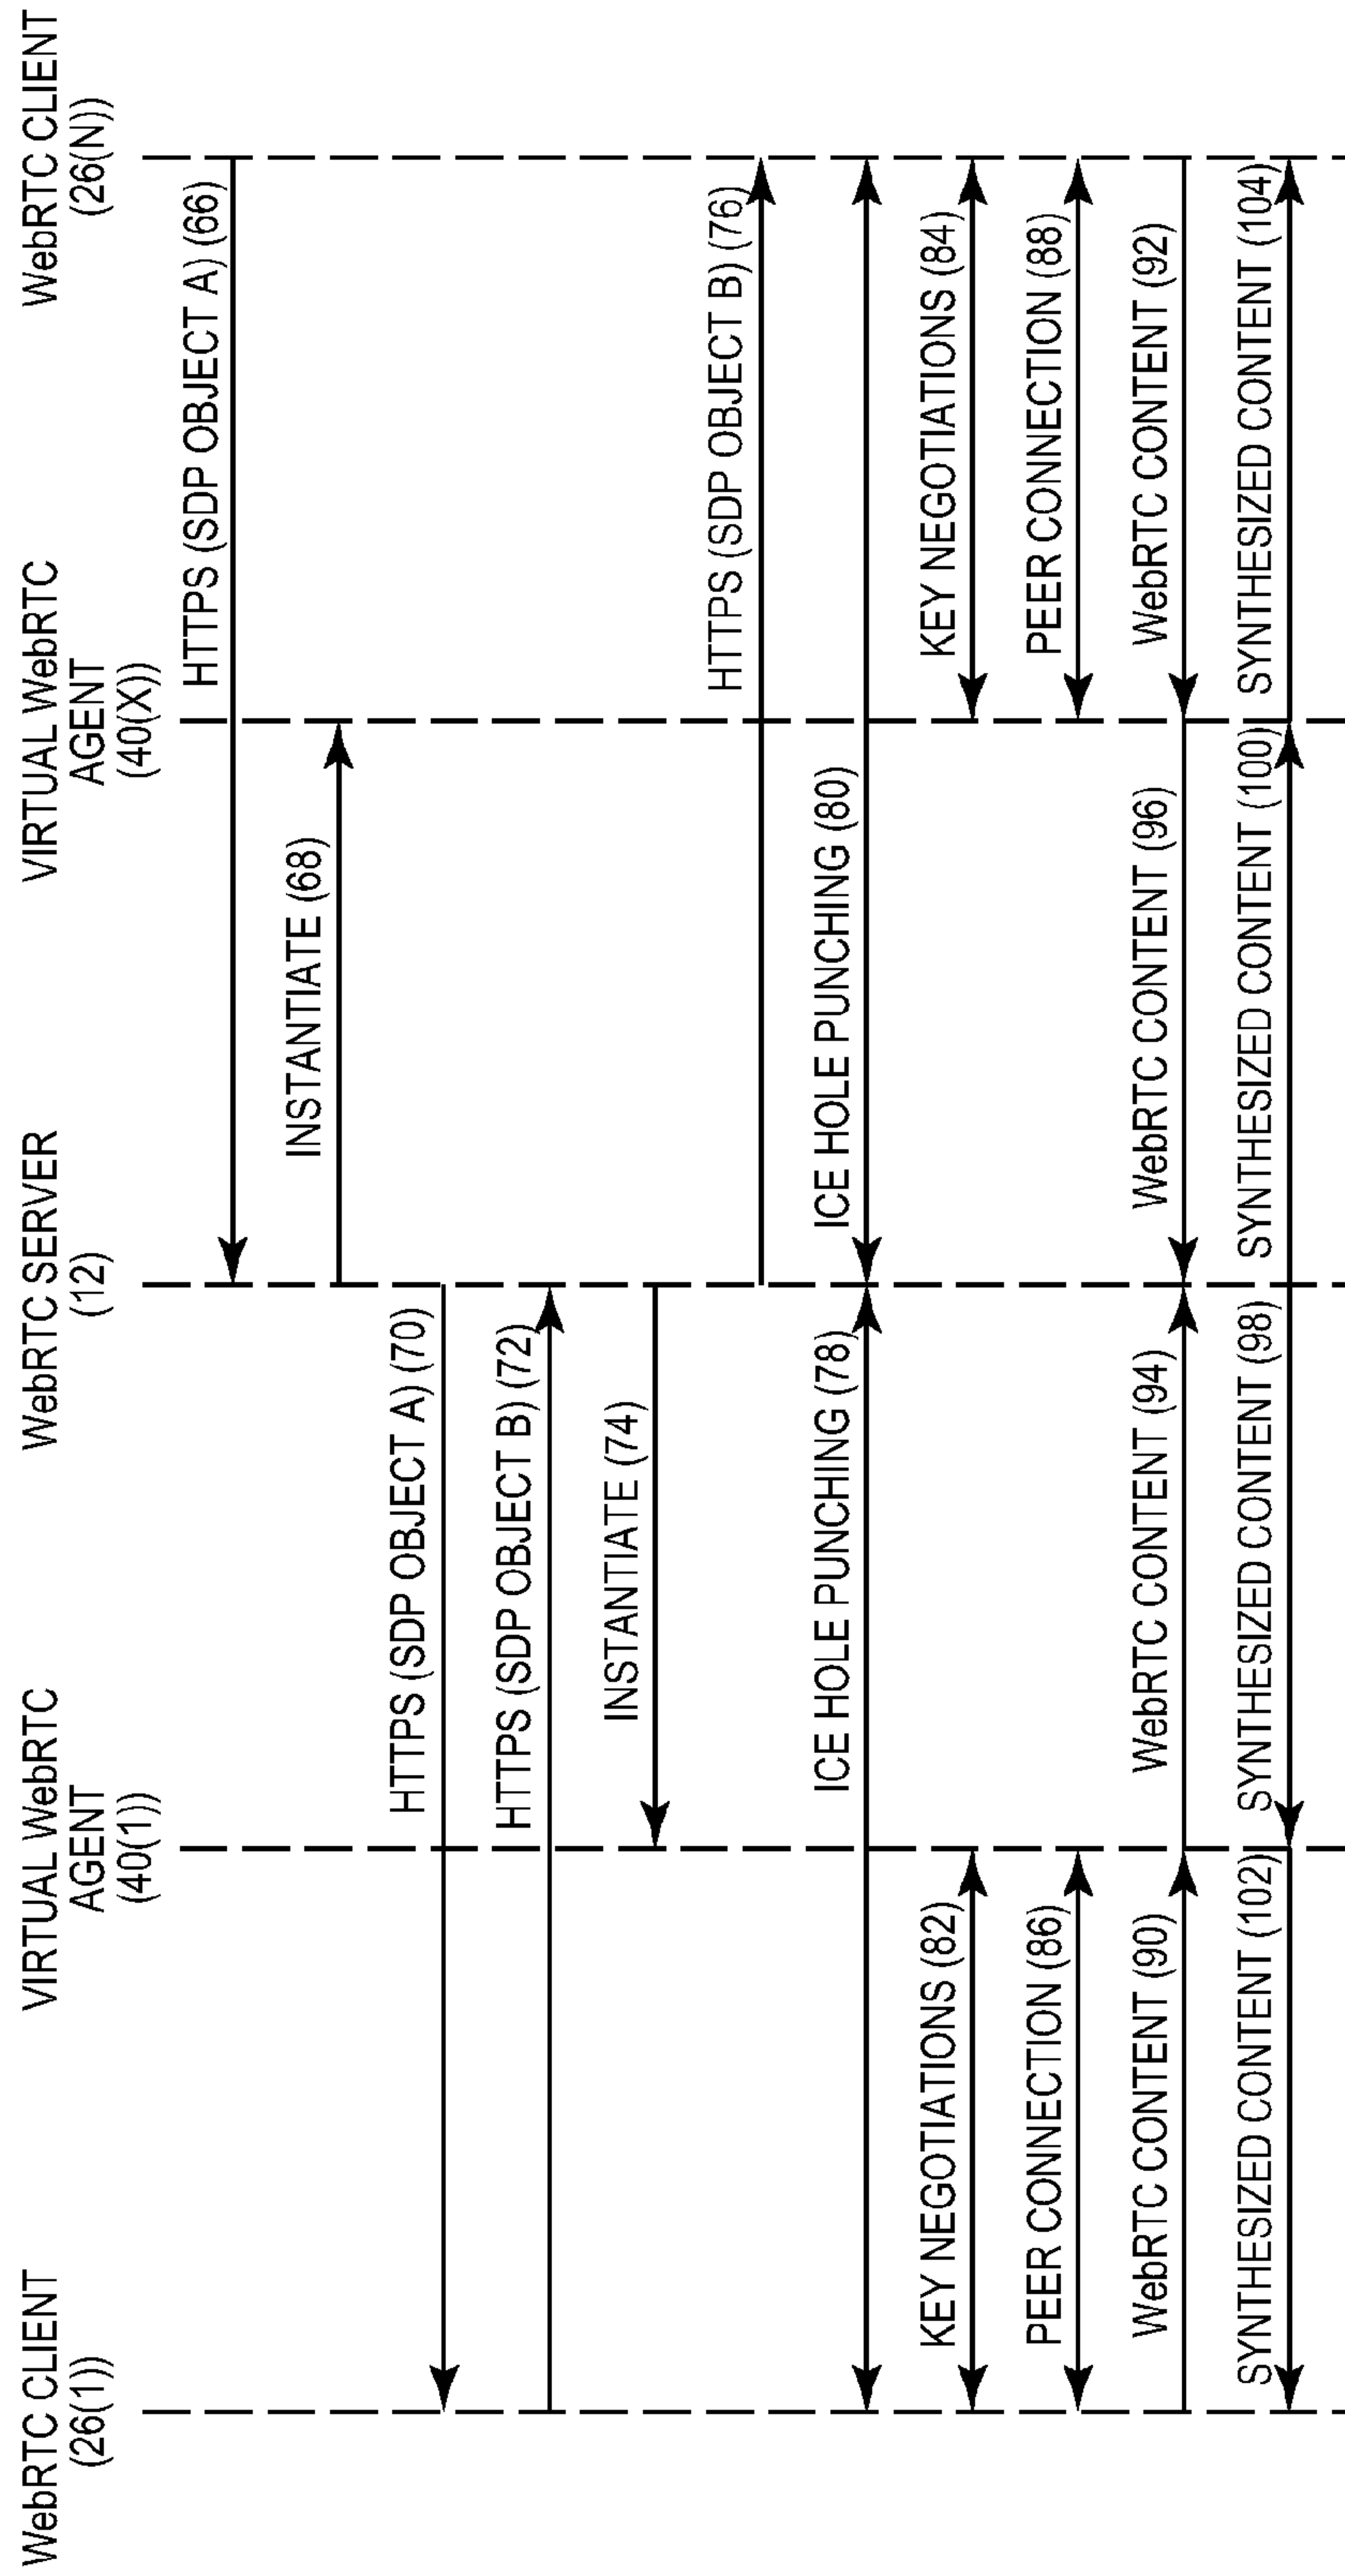 WebRTC CLIENT
(26(1))
VIRTUAL WebRTC
AGENT
(40(1))
WebRTC SERVER
(12)
VIRTUAL WebRTC
AGENT
(40(X))
WebRTC CLIENT
(26(N))
HTTPS (SDP OBJECT A) (66)
INSTANTIATE (68)
HTTPS (SDP OBJECT A) (70)
HTTPS (SDP OBJECT B) (72)
INSTANTIATE (74)
HTTPS (SDP OBJECT B) (76)
ICE HOLE PUNCHING (78)
ICE HOLE PUNCHING (80)
KEY NEGOTIATIONS (82)
KEY NEGOTIATIONS (84)
PEER CONNECTION (86)
PEER CONNECTION (88)
WebRTC CONTENT (90)
WebRTC CONTENT (94)
WebRTC CONTENT (96)
WebRTC CONTENT (92)
SYNTHESIZED CONTENT (102)
SYNTHESIZED CONTENT (98)
SYNTHESIZED CONTENT (100)
SYNTHESIZED CONTENT (104)